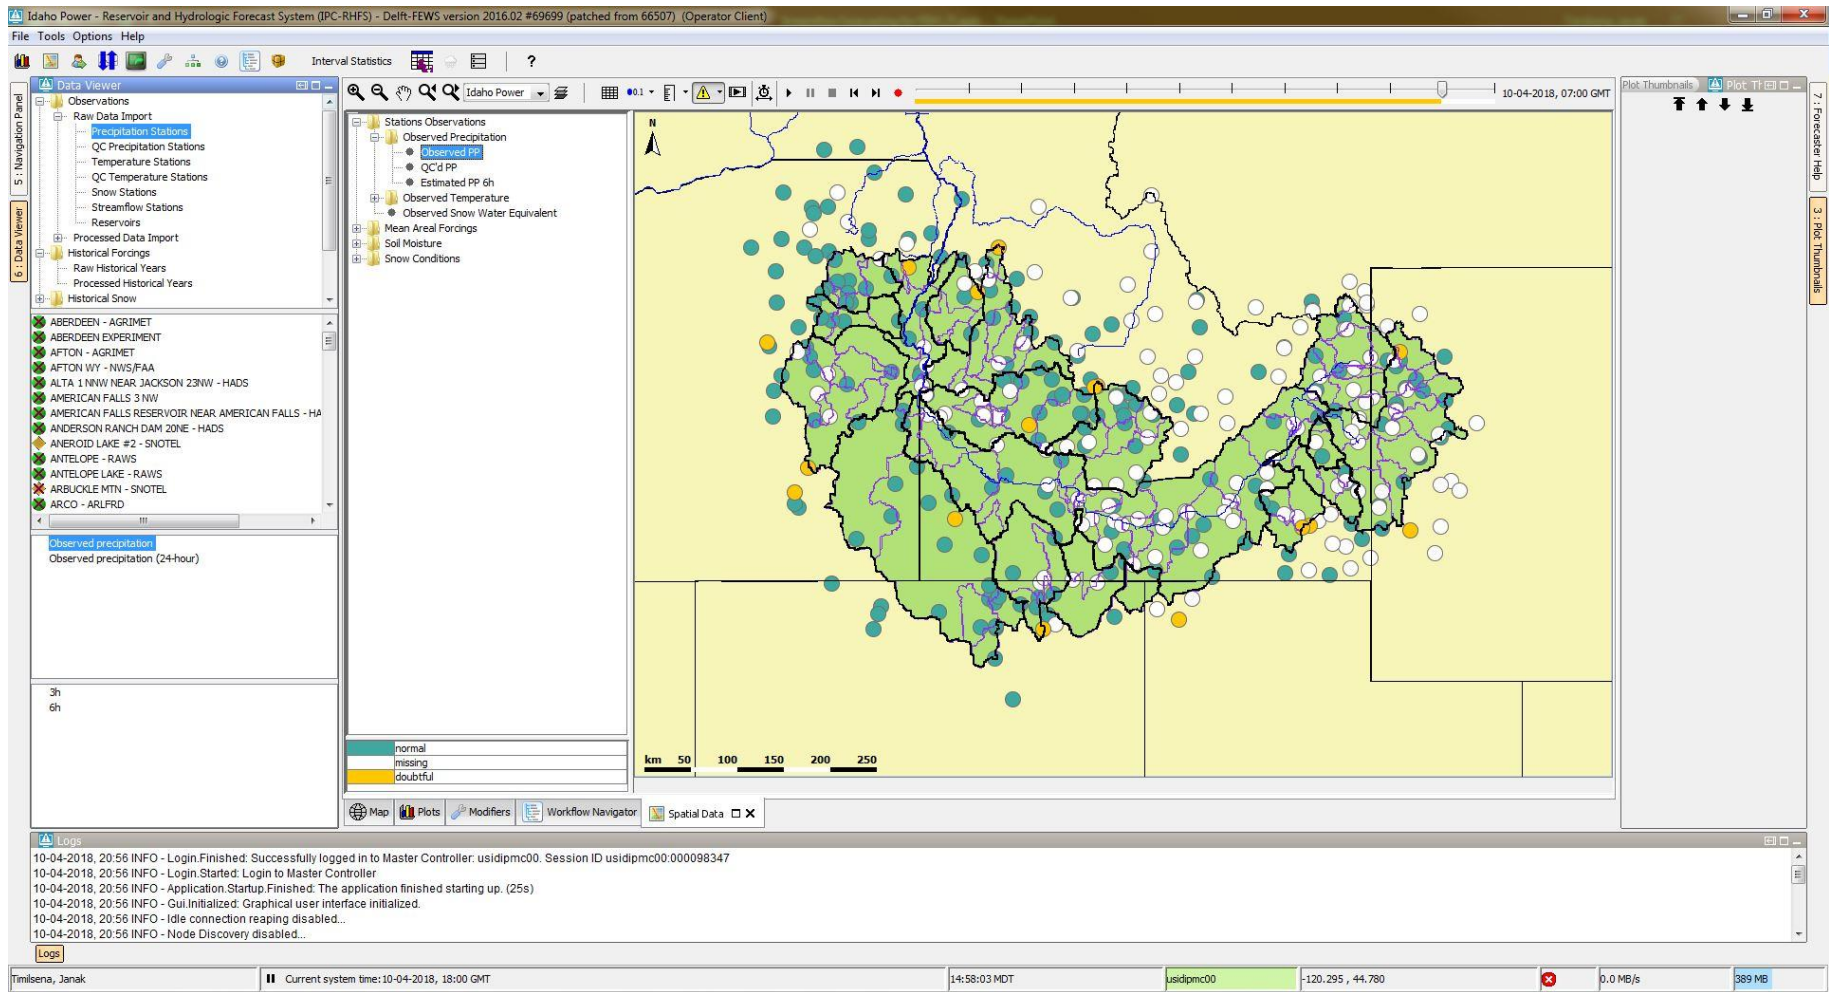 Idaho Power - Reservoir and Hydrologic Forecast System (IPC-RHFS) - Delft-FEWS version 2016.02 #69699 (patched from 66507) (Operator Client)
File Tools Options Help
Interval Statistics
?
5 : Navigation Panel
6 : Data Viewer
Data Viewer
Observations
Raw Data Import
Precipitation Stations
QC Precipitation Stations
Temperature Stations
QC Temperature Stations
Snow Stations
Streamflow Stations
Reservoirs
Processed Data Import
Historical Forcings
Raw Historical Years
Processed Historical Years
Historical Snow
ABERDEEN - AGRIMET
ABERDEEN EXPERIMENT
AFTON - AGRIMET
AFTON WY - NWS/FAA
ALTA 1 NNW NEAR JACKSON 23NW - HADS
AMERICAN FALLS 3 NW
AMERICAN FALLS RESERVOIR NEAR AMERICAN FALLS - HA
ANDERSON RANCH DAM 20NE - HADS
ANEROID LAKE #2 - SNOTEL
ANTELOPE - RAWS
ANTELOPE LAKE - RAWS
ARBUCKLE MTN - SNOTEL
ARCO - ARLFRD
Observed precipitation
Observed precipitation (24-hour)
3h
6h
Idaho Power
0.1
10-04-2018, 07:00 GMT
Stations Observations
Observed Precipitation
Observed PP
QC'd PP
Estimated PP 6h
Observed Temperature
Observed Snow Water Equivalent
Mean Areal Forcings
Soil Moisture
Snow Conditions
normal
missing
doubtful
N
km 50 100 150 200 250
Map
Plots
Modifiers
Workflow Navigator
Spatial Data
Plot Thumbnails
Plot Th
7 : Forecaster Help
3 : Plot Thumbnails
Logs
10-04-2018, 20:56 INFO - Login.Finished: Successfully logged in to Master Controller: usidipmc00. Session ID usidipmc00:000098347
10-04-2018, 20:56 INFO - Login.Started: Login to Master Controller
10-04-2018, 20:56 INFO - Application.Startup.Finished: The application finished starting up. (25s)
10-04-2018, 20:56 INFO - Gui.Initialized: Graphical user interface initialized.
10-04-2018, 20:56 INFO - Idle connection reaping disabled...
10-04-2018, 20:56 INFO - Node Discovery disabled...
Logs
Timilsena, Janak
Current system time:10-04-2018, 18:00 GMT
14:58:03 MDT
usidipmc00
-120.295 , 44.780
0.0 MB/s
389 MB